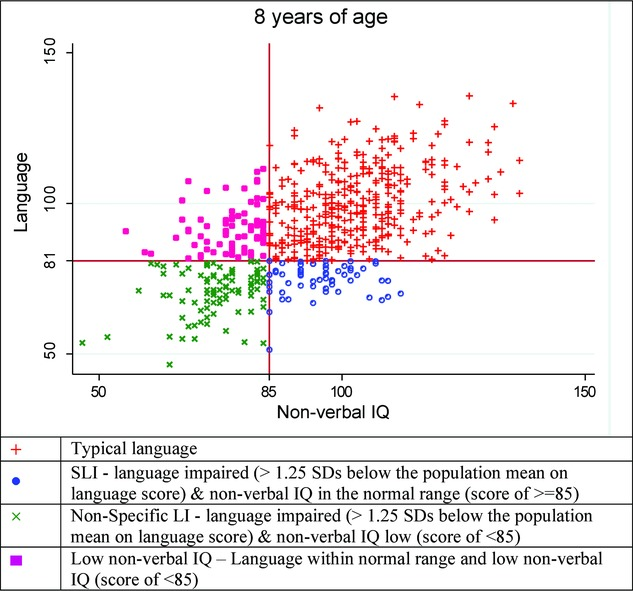 8 years of age
150
100
81
50
Language
50
85
100
150
Non-verbal IQ
Typical language
SLI - language impaired (> 1.25 SDs below the population mean on
language score) & non-verbal IQ in the normal range (score of >=85)
Non-Specific LI - language impaired (> 1.25 SDs below the population
mean on language score) & non-verbal IQ low (score of <85)
Low non-verbal IQ – Language within normal range and low non-verbal
IQ (score of <85)